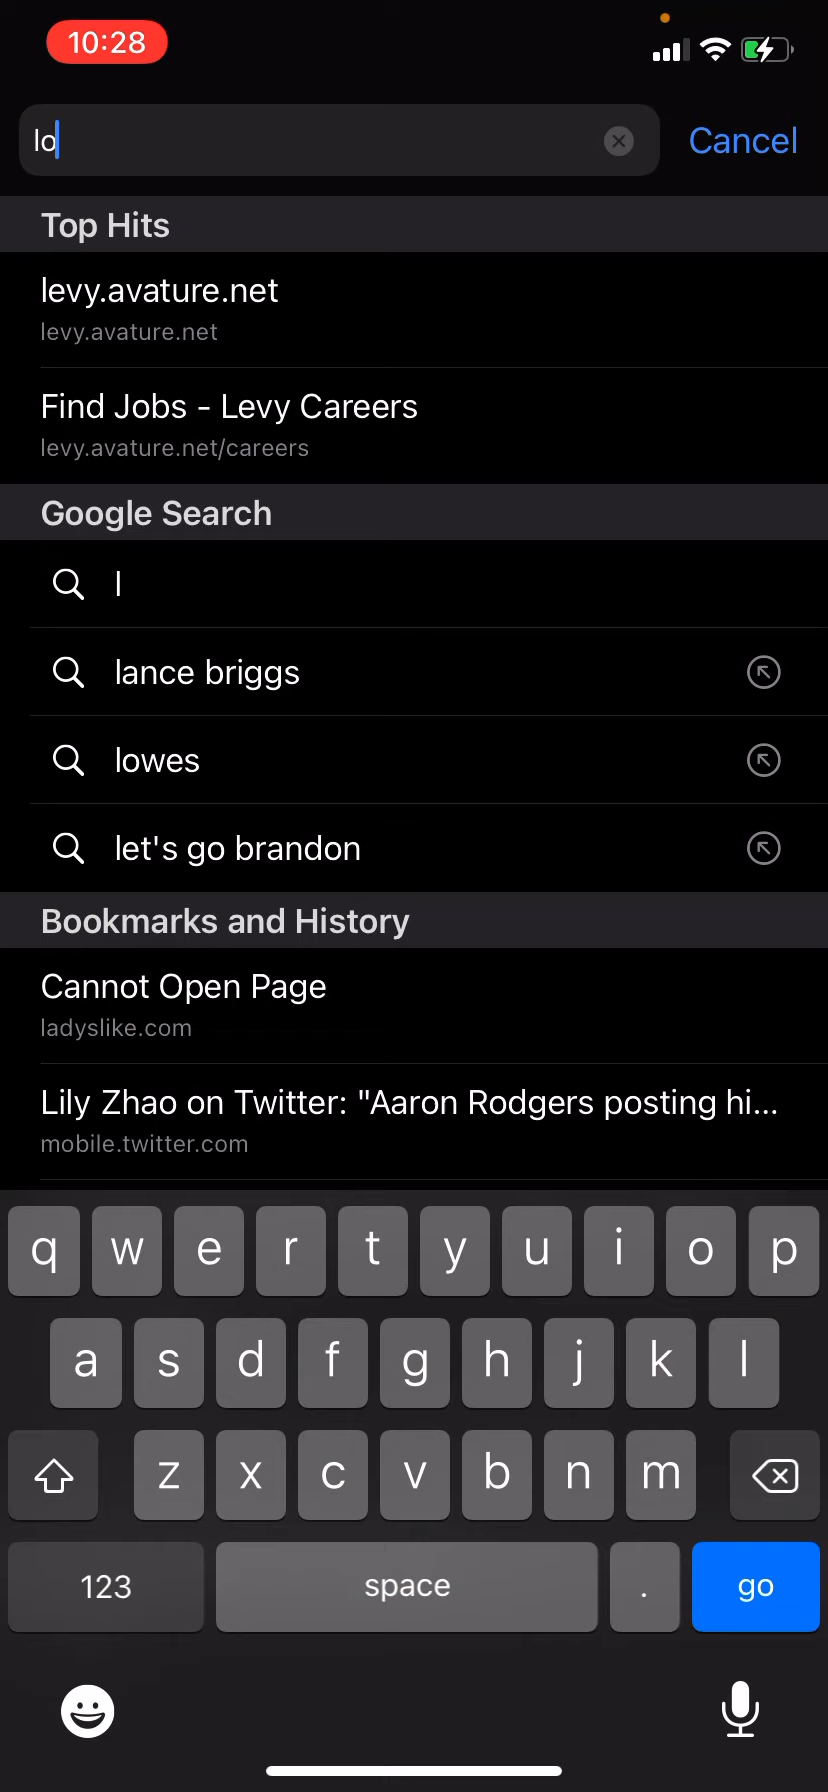 10:28
lo
Cancel
Top Hits
levy.avature.net
levy.avature.net
Find Jobs - Levy Careers
levy.avature.net/careers
Google Search
l
lance briggs
lowes
let's go brandon
Bookmarks and History
Cannot Open Page
ladyslike.com
Lily Zhao on Twitter: "Aaron Rodgers posting hi...
mobile.twitter.com
q w e r t y u i o p
a s d f g h j k l
z x c v b n m
123 space . go